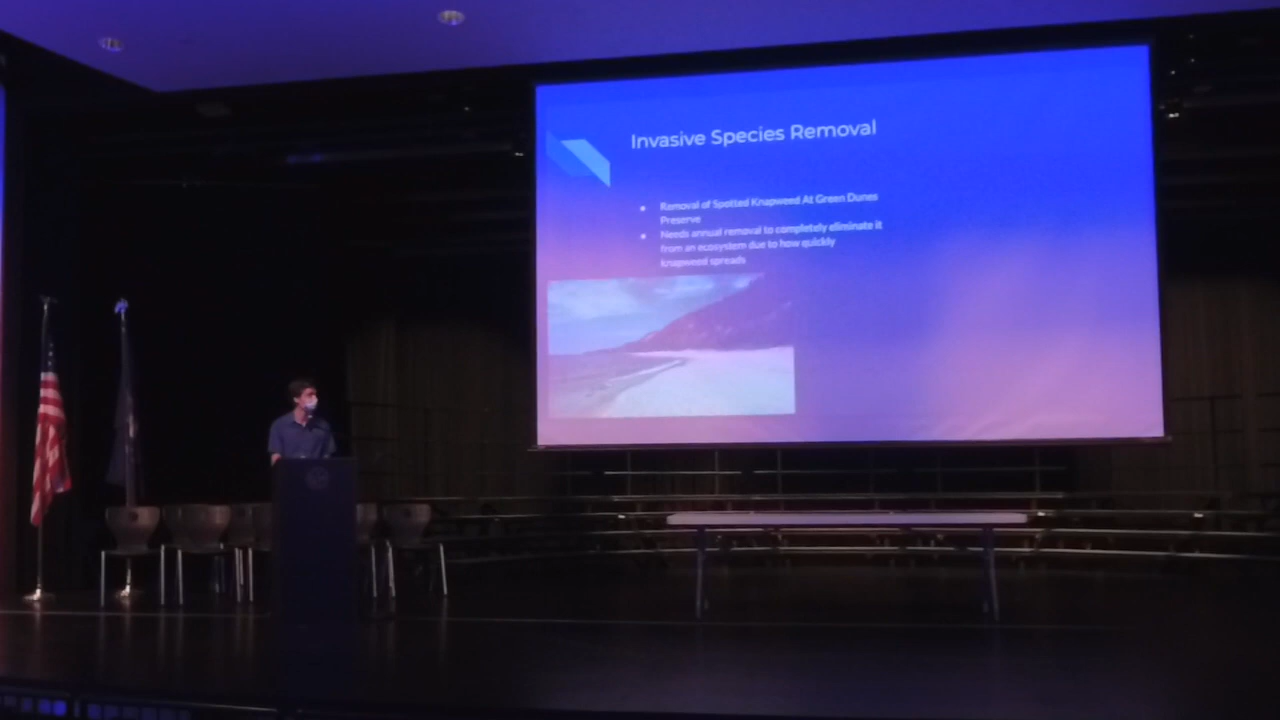 Invasive Species Removal
Removal of Spotted Knapweed At Green Dunes
Preserve
Needs annual removal to completely eliminate it
from an ecosystem due to how quickly
knapweed spreads